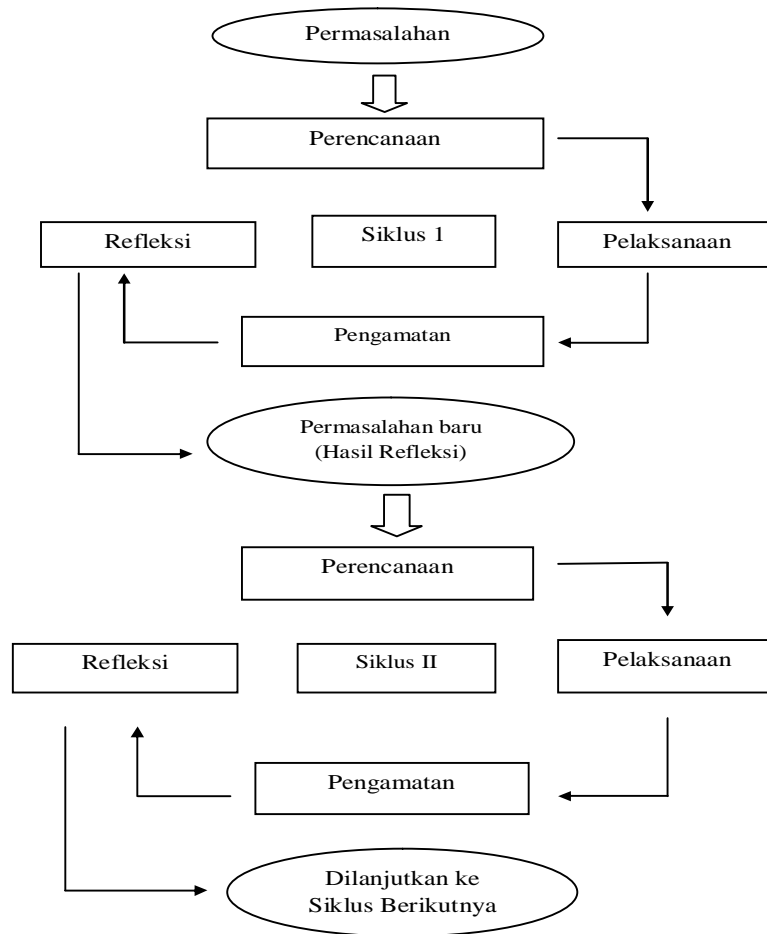 Permasalahan
Perencanaan
Refleksi
Siklus 1
Pelaksanaan
Pengamatan
Permasalahan baru
(Hasil Refleksi)
Perencanaan
Refleksi
Siklus II
Pelaksanaan
Pengamatan
Dilanjutkan ke
Siklus Berikutnya